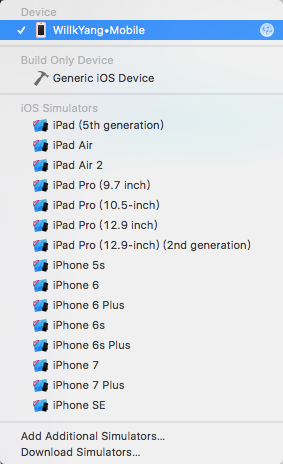 Device
WillkYang•Mobile
Build Only Device
Generic iOS Device
iOS Simulators
iPad (5th generation)
iPad Air
iPad Air 2
iPad Pro (9.7 inch)
iPad Pro (10.5-inch)
iPad Pro (12.9 inch)
iPad Pro (12.9-inch) (2nd generation)
iPhone 5s
iPhone 6
iPhone 6 Plus
iPhone 6s
iPhone 6s Plus
iPhone 7
iPhone 7 Plus
iPhone SE
Add Additional Simulators...
Download Simulators...